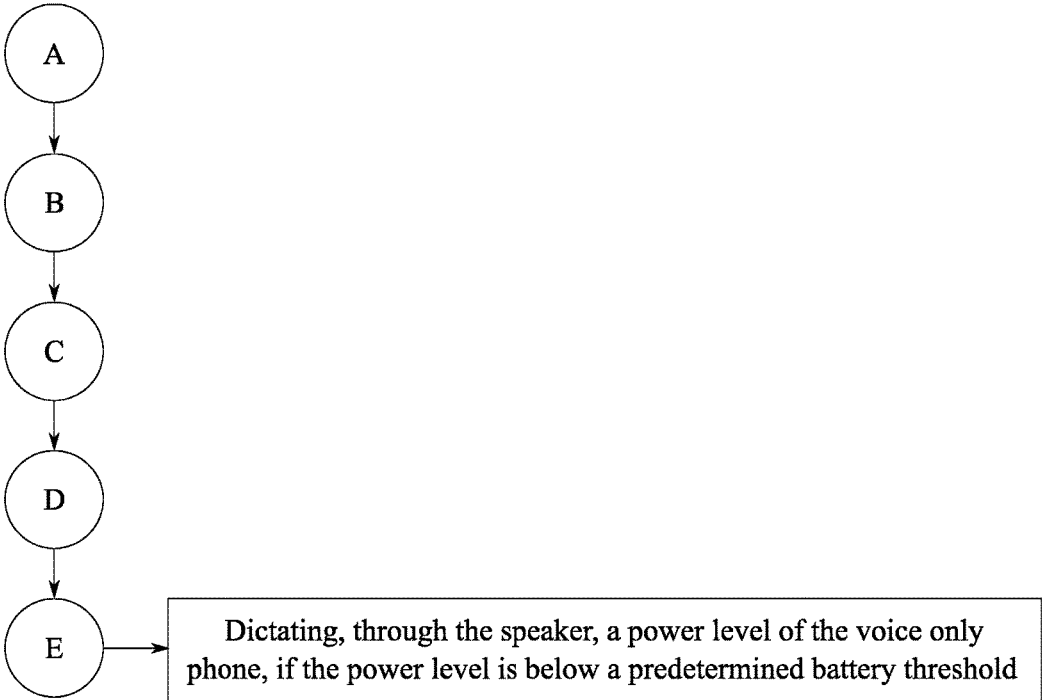 A
B
C
D
E
Dictating, through the speaker, a power level of the voice only
phone, if the power level is below a predetermined battery threshold